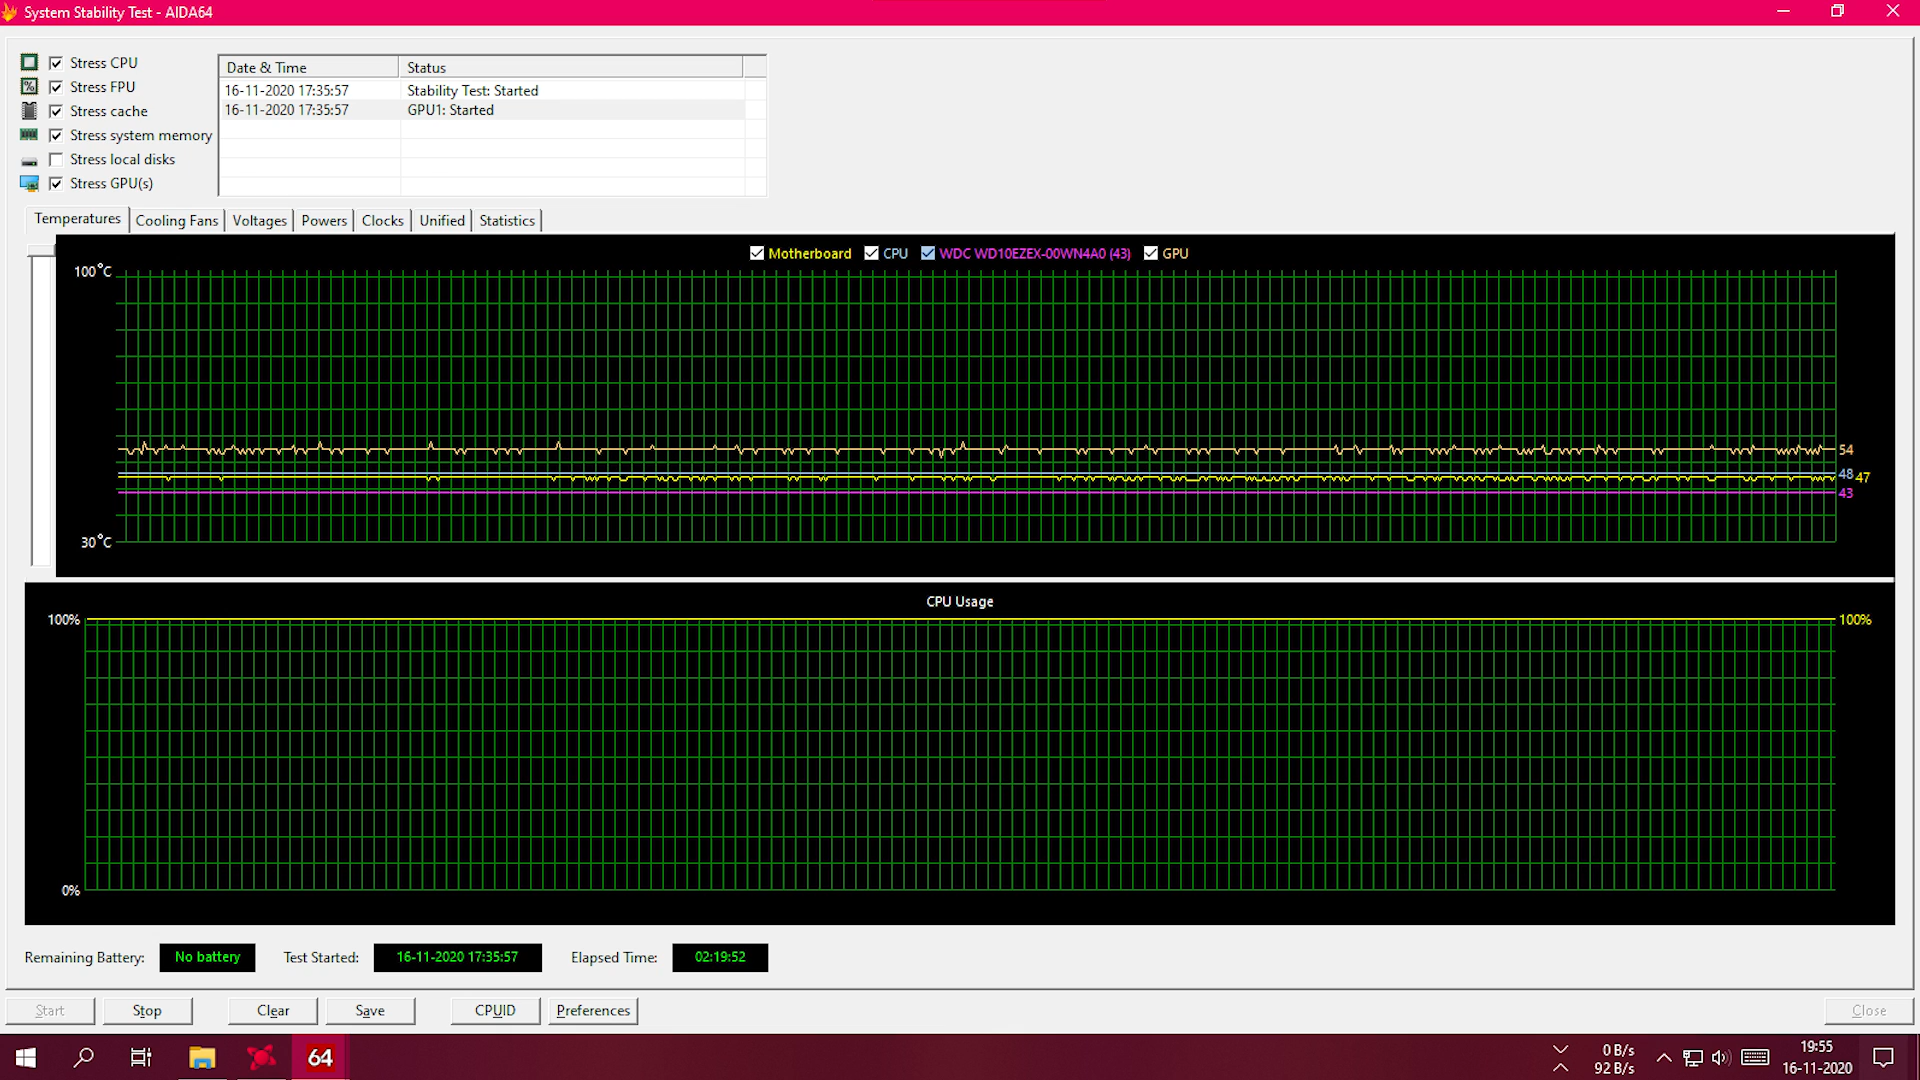 System Stability Test - AIDA64
Stress CPU
Stress FPU
Stress cache
Stress system memory
Stress local disks
Stress GPU(s)
Date & Time Status
16-11-2020 17:35:57 Stability Test: Started
16-11-2020 17:35:57 GPU1: Started
Temperatures Cooling Fans Voltages Powers Clocks Unified Statistics
Motherboard CPU WDC WD10EZEX-00WN4A0 (43) GPU
100°C
54
48 47
43
30°C
CPU Usage
100% 100%
0%
Remaining Battery: No battery Test Started: 16-11-2020 17:35:57 Elapsed Time: 02:19:52
Start Stop Clear Save CPUID Preferences Close
64
0 B/s
92 B/s
19:55
16-11-2020